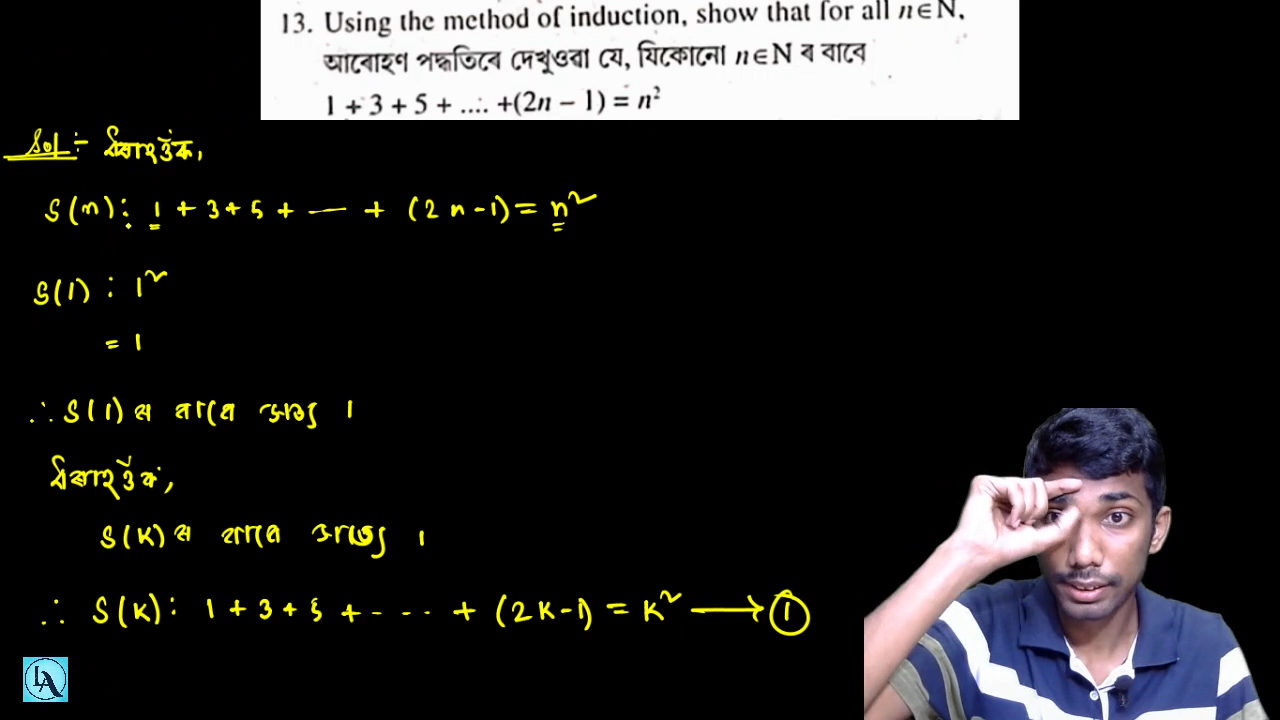 13. Using the method of induction, show that for all n∈N,
আৰোহণ পদ্ধতিৰে দেখুওৱা যে, যিকোনো n∈N ৰ বাবে
1 + 3 + 5 + .... +(2n − 1) = n²
Sol :- ধৰাহওঁক,
S(n): 1 + 3 + 5 + — + (2n-1) = n²
S(1) : 1²
= 1
∴ S(1) ৰ বাবে সত্য ।
ধৰাহওঁক,
S(K) ৰ বাবে সত্য ।
∴ S(K): 1 + 3 + 5 + - - - + (2K-1) = K² ⟶ ①
LA